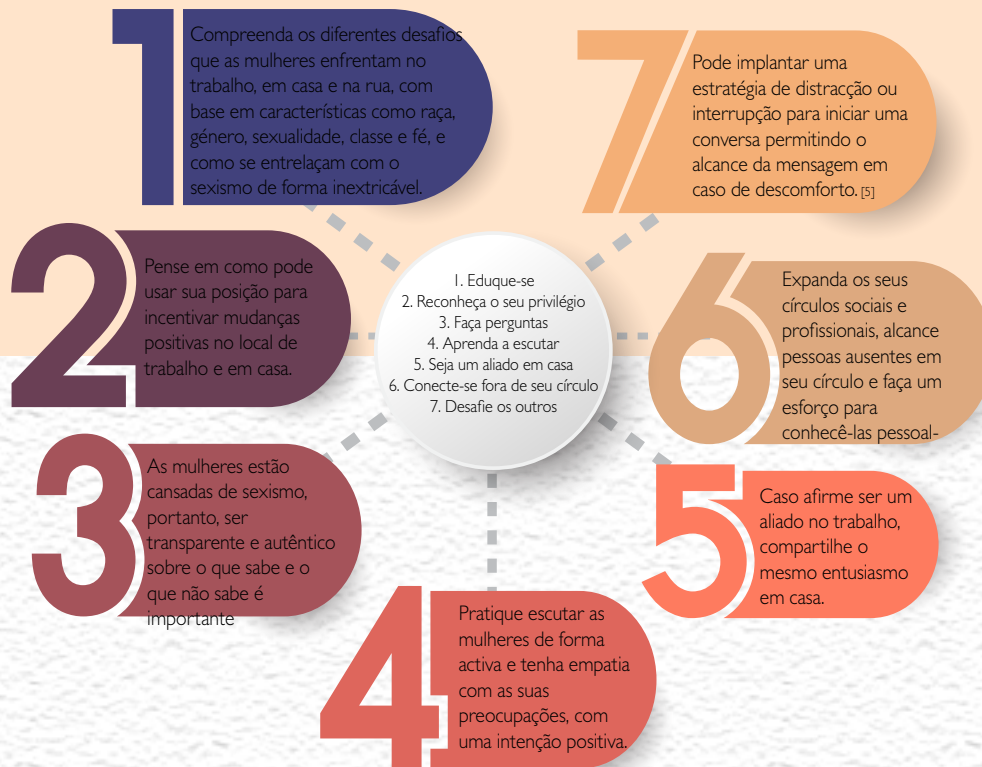 1
Compreenda os diferentes desafios
que as mulheres enfrentam no
trabalho, em casa e na rua, com
base em características como raça,
género, sexualidade, classe e fé, e
como se entrelaçam com o
sexismo de forma inextricável.
2
Pense em como pode
usar sua posição para
incentivar mudanças
positivas no local de
trabalho e em casa.
3
As mulheres estão
cansadas de sexismo,
portanto, ser
transparente e autêntico
sobre o que sabe e o
que não sabe é
importante
4
Pratique escutar as
mulheres de forma
activa e tenha empatia
com as suas
preocupações, com
uma intenção positiva.
5
Caso afirme ser um
aliado no trabalho,
compartilhe o
mesmo entusiasmo
em casa.
6
Expanda os seus
círculos sociais e
profissionais, alcance
pessoas ausentes em
seu círculo e faça um
esforço para
conhecê-las pessoal-
7
Pode implantar uma
estratégia de distracção ou
interrupção para iniciar uma
conversa permitindo o
alcance da mensagem em
caso de descomforto. [5]
1. Eduque-se
2. Reconheça o seu privilégio
3. Faça perguntas
4. Aprenda a escutar
5. Seja um aliado em casa
6. Conecte-se fora de seu círculo
7. Desafie os outros